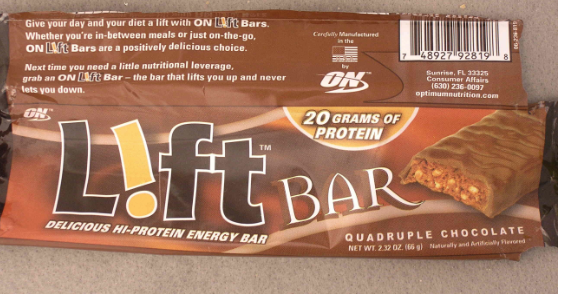 Give your day and your diet a lift with ON L!ft Bars.
Whether you're in-between meals or just on-the-go,
ON L!ft Bars are a positively delicious choice.
Next time you need a little nutritional leverage,
grab an ON L!ft Bar – the bar that lifts you up and never
lets you down.
Carefully Manufactured
in the
by
ON™
7 48927 92819 8
Sunrise, FL 33325
Consumer Affairs
(630) 236-0097
optimumnutrition.com
ON™
20 GRAMS OF
PROTEIN
L!ft™ BAR
DELICIOUS HI-PROTEIN ENERGY BAR
QUADRUPLE CHOCOLATE
NET WT. 2.32 OZ. (66 g) Naturally and Artificially Flavored